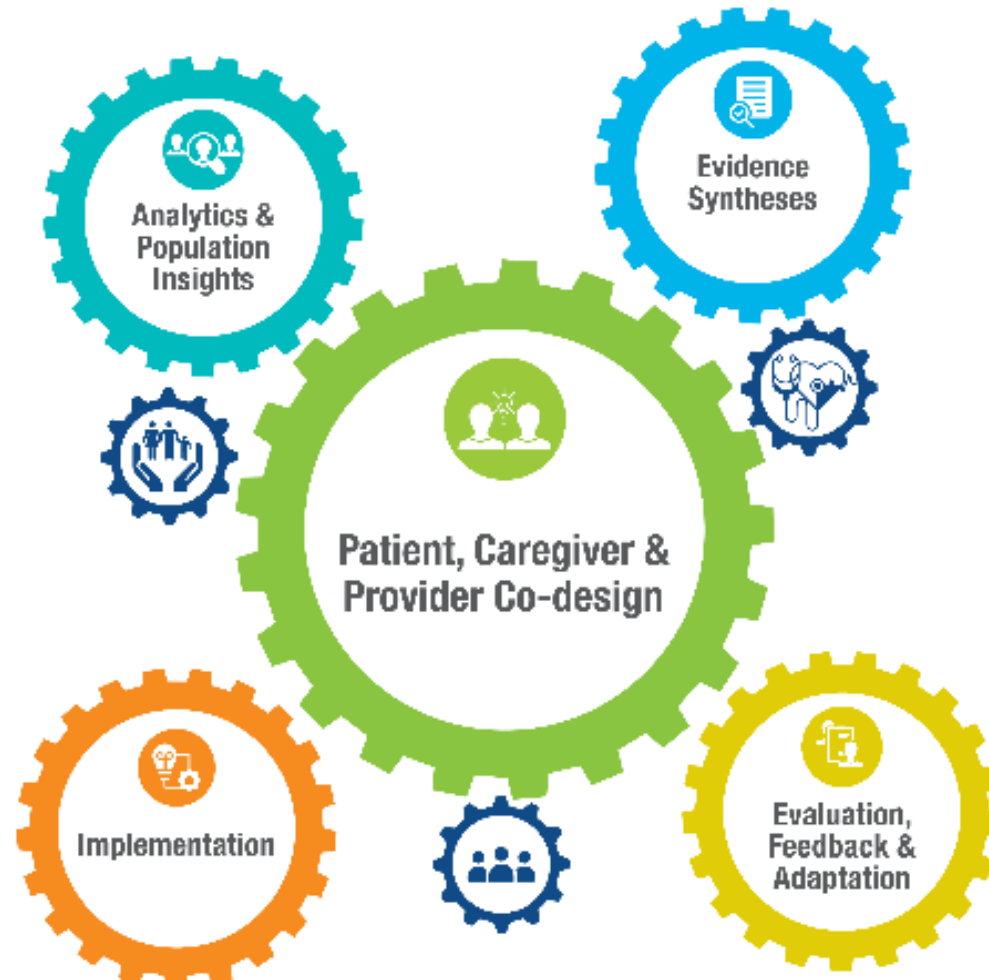 Analytics &
Population
Insights
Evidence
Syntheses
Patient, Caregiver &
Provider Co-design
Implementation
Evaluation,
Feedback &
Adaptation